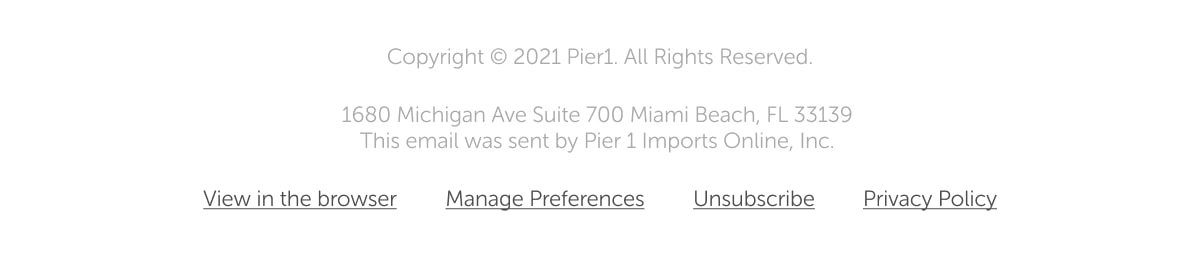 Copyright © 2021 Pier1. All Rights Reserved.
1680 Michigan Ave Suite 700 Miami Beach, FL 33139
This email was sent by Pier 1 Imports Online, Inc.
View in the browser Manage Preferences Unsubscribe Privacy Policy